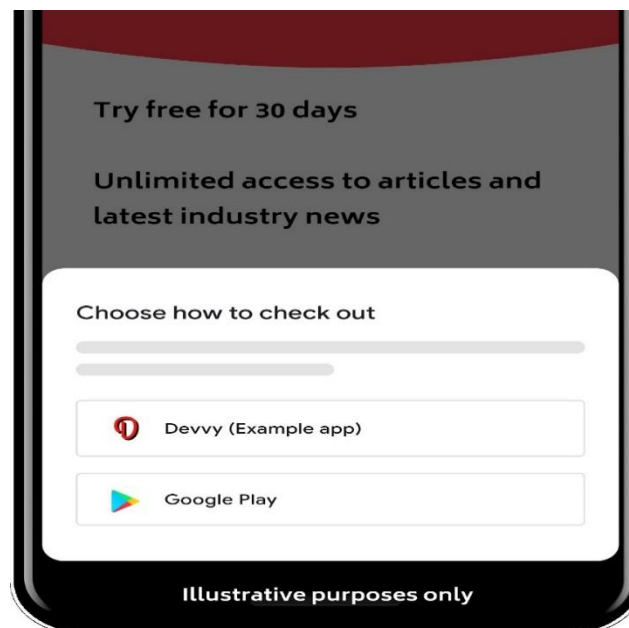 Try free for 30 days
Unlimited access to articles and
latest industry news
Choose how to check out
Devvy (Example app)
Google Play
Illustrative purposes only